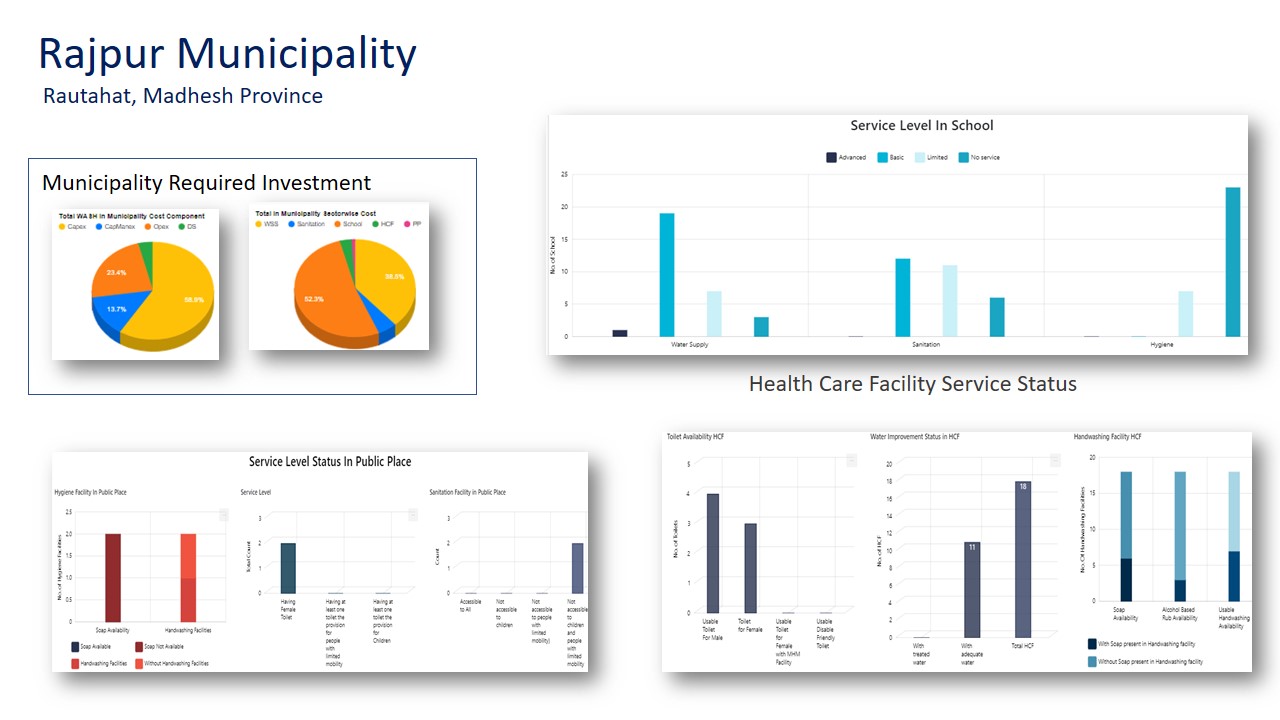 Rajpur Municipality
Rautahat, Madhesh Province
Municipality Required Investment
Total WASH in Municipality Cost Component
Capex CapManex Opex DS
23.4%
13.7%
Total in Municipality Sectorwise Cost
WSS Sanitation School HCF PP
Service Level In School
Advanced Basic Limited No service
No. of School
25
20
15
10
5
0
Water Supply Sanitation Hygiene
Health Care Facility Service Status
Service Level Status In Public Place
Hygiene Facility In Public Place
No. of Hygiene Facilities
2.5
2.0
1.5
1.0
0.5
0
Soap Availability Handwashing Facilities
Soap Available Soap Not Available
Handwashing Facilities Without Handwashing Facilities
Service Level
Total Count
3
2
1
0
Having
Female
Toilet
Having at
least one
toilet the
provision
for
people
with
limited
mobility
Having at
least one
toilet the
provision
for
Children
Sanitation Facility in Public Place
Count
3
2
1
0
Accessible
to All
Not
accessible
to
children
Not
accessible
to people
with
limited
mobility)
Not
accessible
to
children
and
people
with
limited
mobility
Toilet Availability HCF
No. of Toilets
5
4
3
2
1
0
Usable
Toilet
For Male
Toilet
for Female
Usable
Toilet
for
Female
with MHM
Facility
Usable
Disable
Friendly
Toilet
Water Improvement Status in HCF
No. of HCF
20
18
16
14
12
10
8
6
4
2
0
11
18
With
treated
water
With
adequate
water
Total HCF
Handwashing Facility HCF
No. Of Handwashing Facilities
20
15
10
5
0
Soap
Availability
Alcohol Based
Rub Availability
Usable
Handwashing
Availability
With Soap present in Handwashing facility
Without Soap present in Handwashing facility